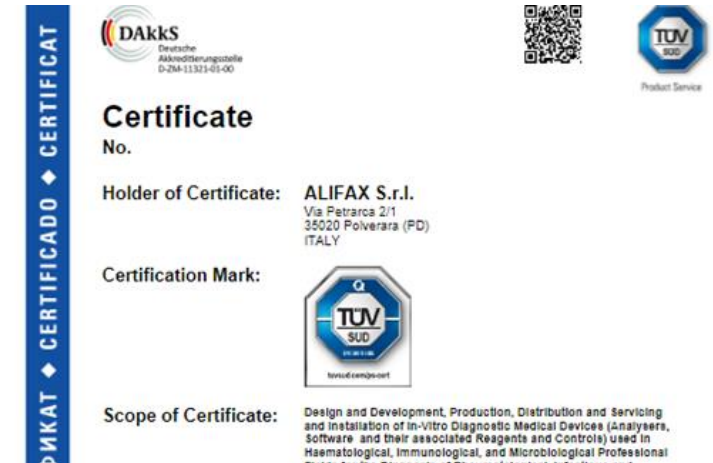 DAkkS
Deutsche
Akkreditierungsstelle
D-ZM-11321-01-00
TÜV
SÜD
Product Service
Certificate
No.
Holder of Certificate: ALIFAX S.r.l.
Via Petrarca 2/1
35020 Polverara (PD)
ITALY
Certification Mark:
TÜV
SUD
tuvsud.com/ps-cert
Scope of Certificate: Design and Development, Production, Distribution and Servicing
and Installation of In-Vitro Diagnostic Medical Devices (Analysers,
Software and their associated Reagents and Controls) used in
Haematological, Immunological, and Microbiological Professional
ФИКАТ ◆ CERTIFICADO ◆ CERTIFICAT